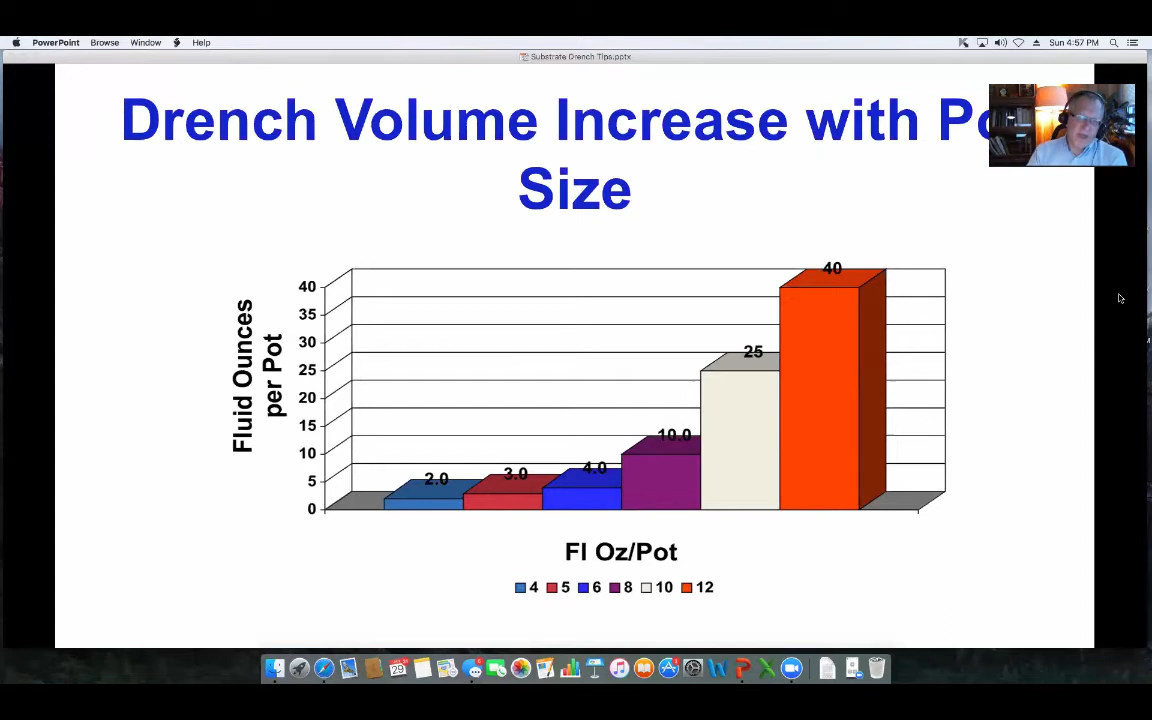 PowerPoint Browse Window Help Sun 4:57 PM
Substrate Drench Tips.pptx
Drench Volume Increase with Po
Size
Fluid Ounces
per Pot
40
35
30
25
20
15
10
5
0
2.0
3.0
4.0
10.0
25
40
Fl Oz/Pot
4 5 6 8 10 12